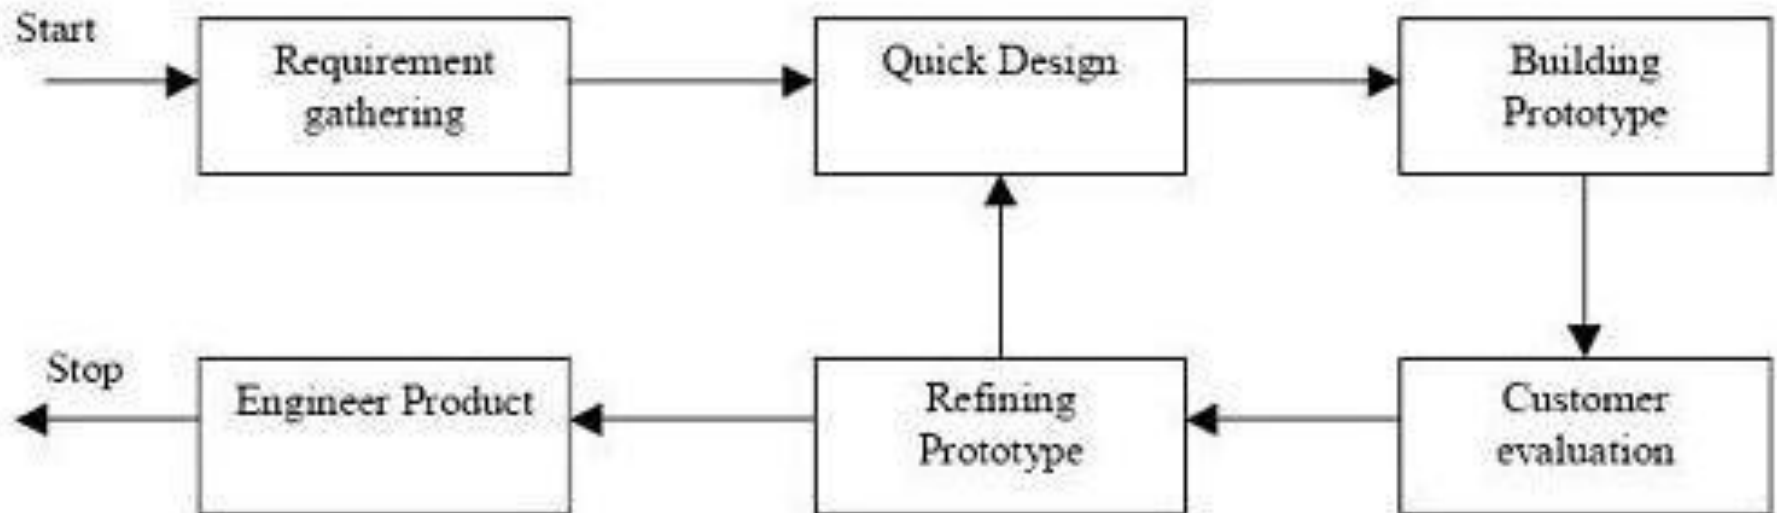 Start
Requirement
gathering
Quick Design
Building
Prototype
Stop
Engineer Product
Refining
Prototype
Customer
evaluation